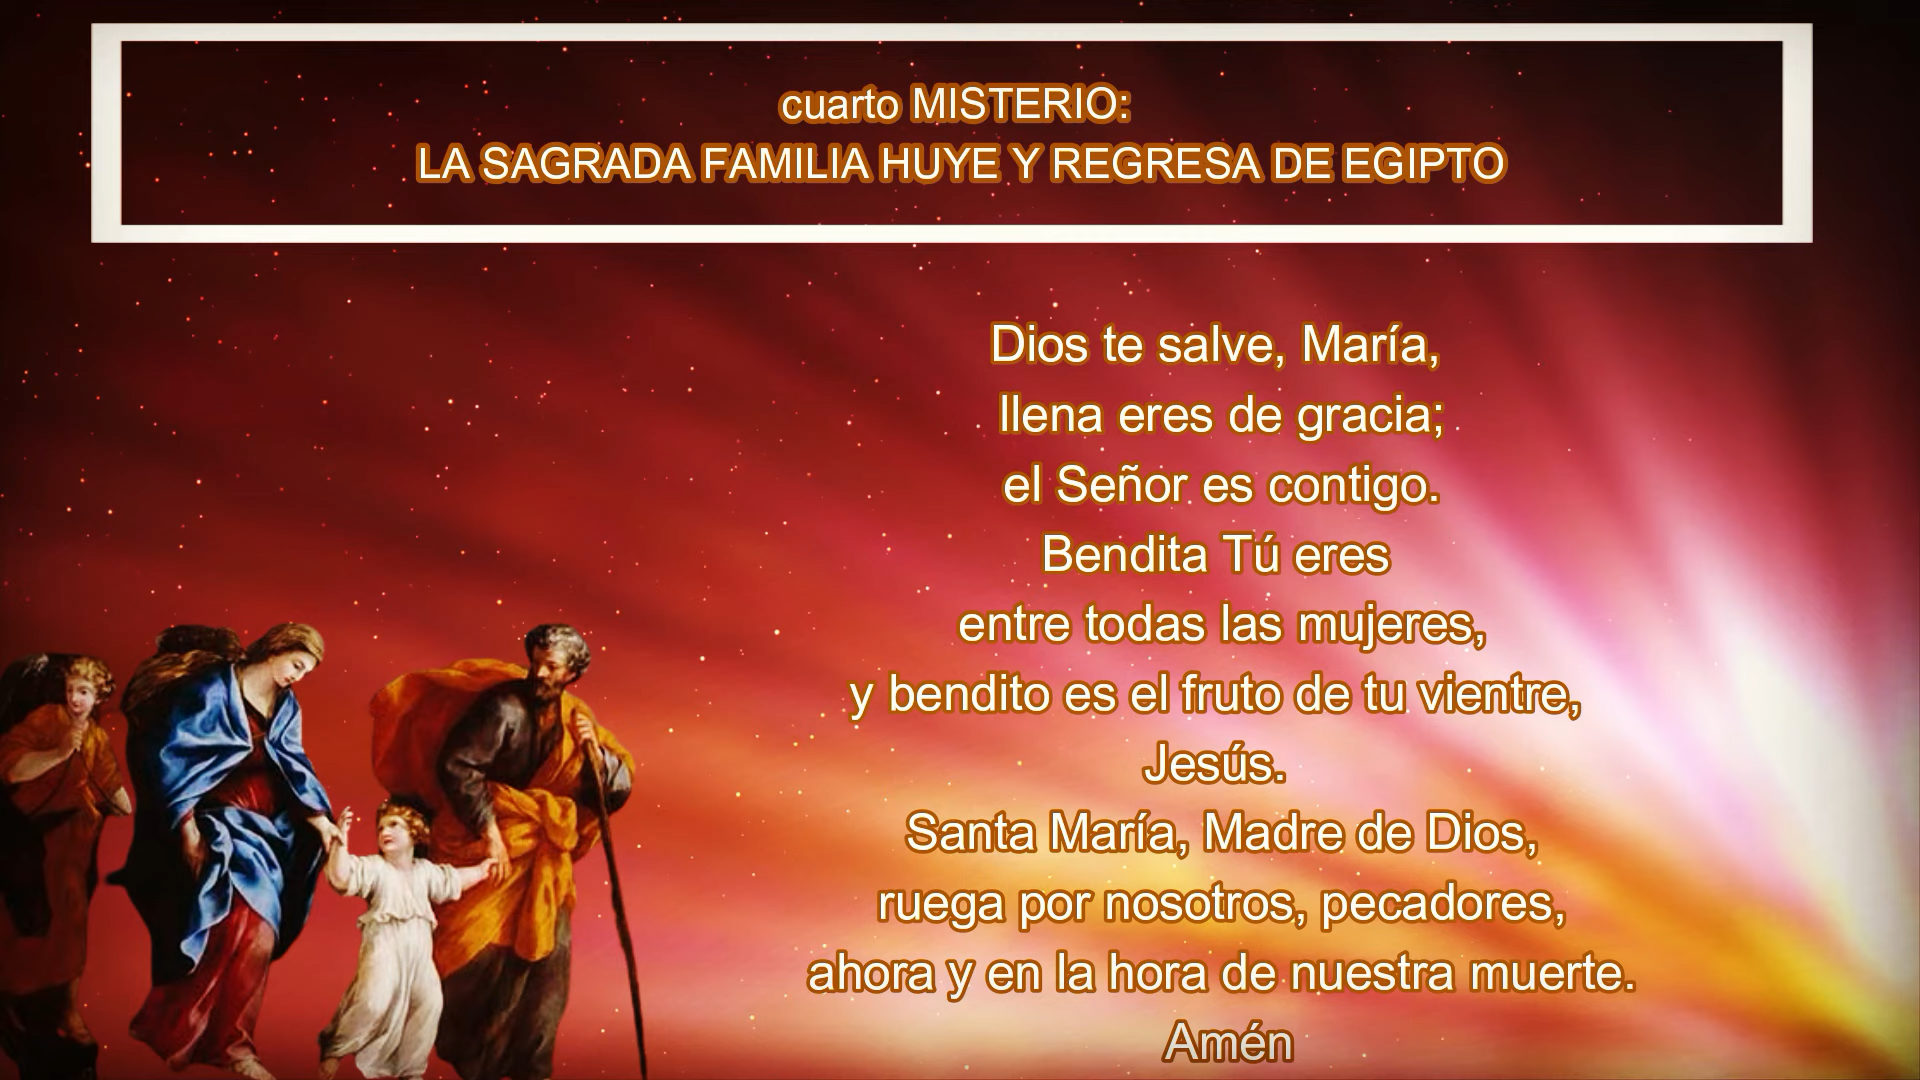 cuarto MISTERIO:
LA SAGRADA FAMILIA HUYE Y REGRESA DE EGIPTO
Dios te salve, María,
llena eres de gracia;
el Señor es contigo.
Bendita Tú eres
entre todas las mujeres,
y bendito es el fruto de tu vientre,
Jesús.
Santa María, Madre de Dios,
ruega por nosotros, pecadores,
ahora y en la hora de nuestra muerte.
Amén